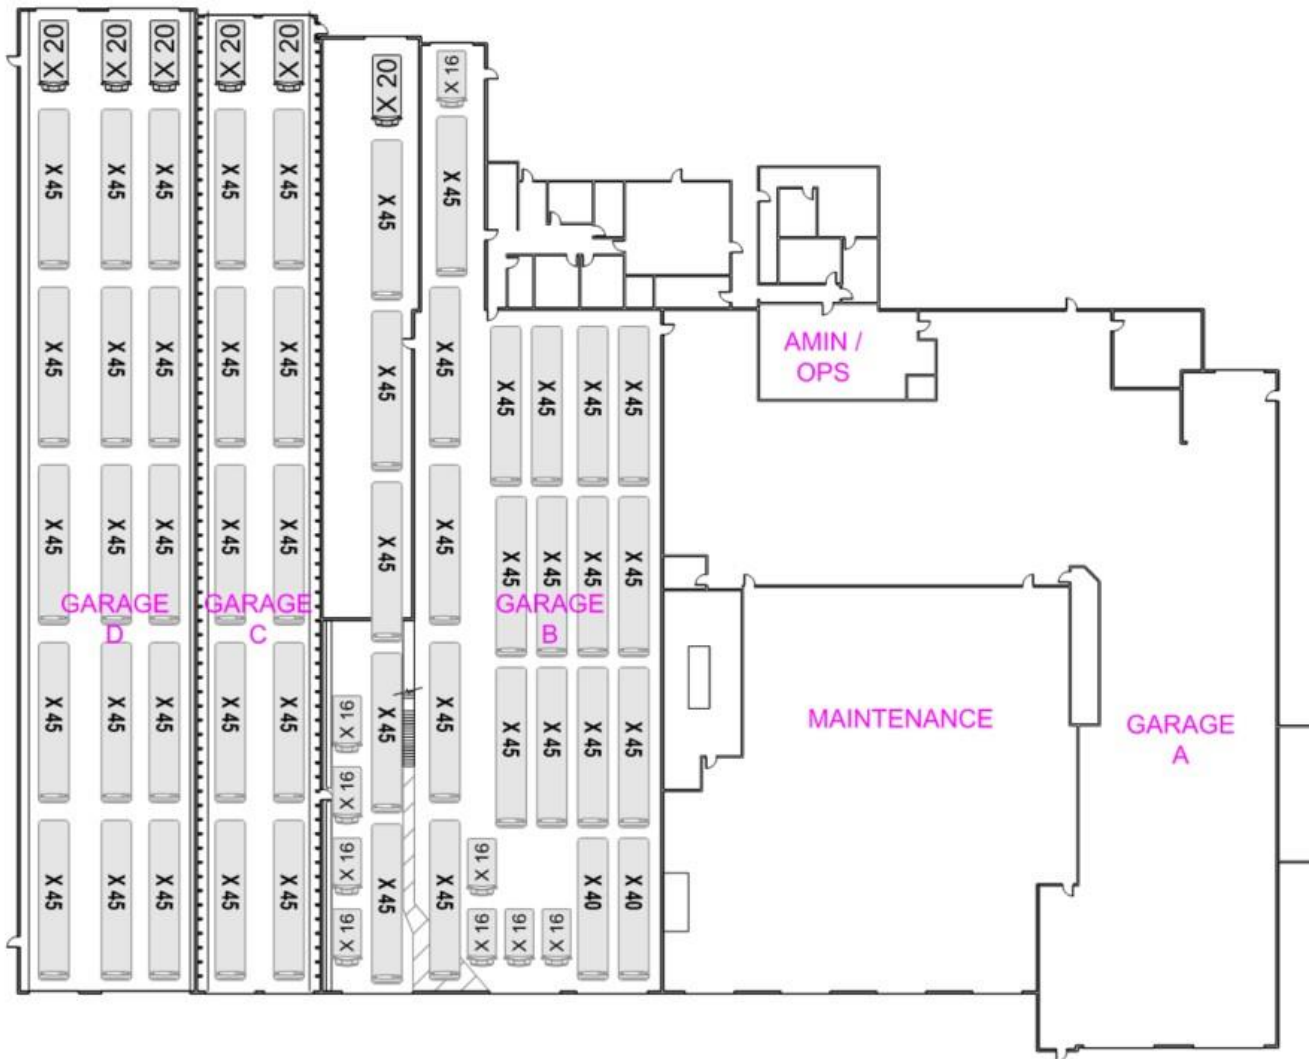 X 20 X 20 X 20 X 20 X 20
X 20 X 16
X 45 X 45 X 45 X 45 X 45 X 45 X 45
X 45 X 45 X 45 X 45 X 45 X 45 X 45 X 45 X 45 X 45 X 45
AMIN /
OPS
X 45 X 45 X 45 X 45 X 45 X 45 X 45 X 45 X 45 X 45 X 45
GARAGE
D
GARAGE
C
GARAGE
B
X 45 X 45 X 45 X 45 X 45 X 45 X 45 X 45 X 45 X 45 X 45
X 16
X 16
MAINTENANCE
GARAGE
A
X 45 X 45 X 45 X 45 X 45 X 45 X 45
X 16 X 16 X 40 X 40
X 16 X 16 X 16 X 16